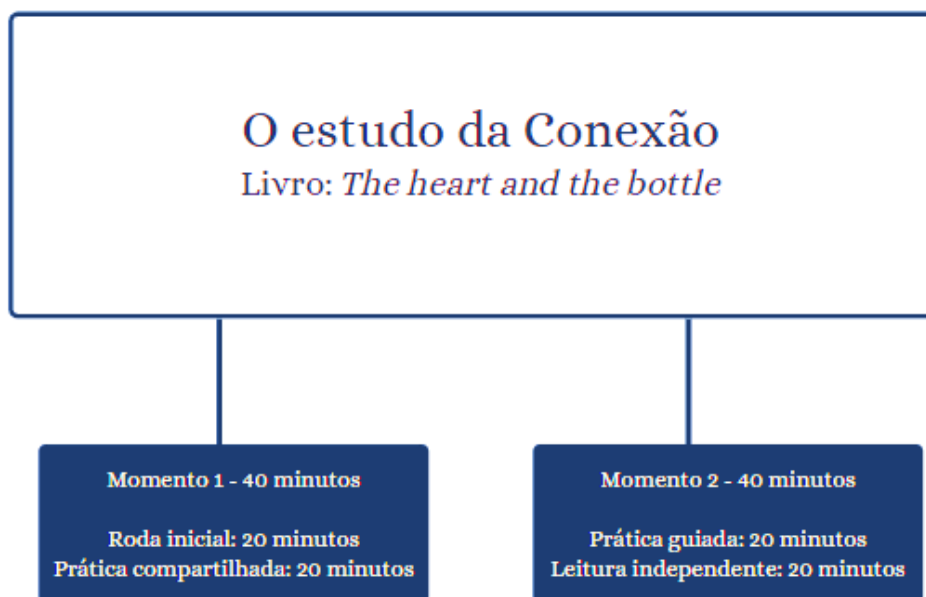 O estudo da Conexão
Livro: The heart and the bottle
Momento 1 - 40 minutos
Roda inicial: 20 minutos
Prática compartilhada: 20 minutos
Momento 2 - 40 minutos
Prática guiada: 20 minutos
Leitura independente: 20 minutos